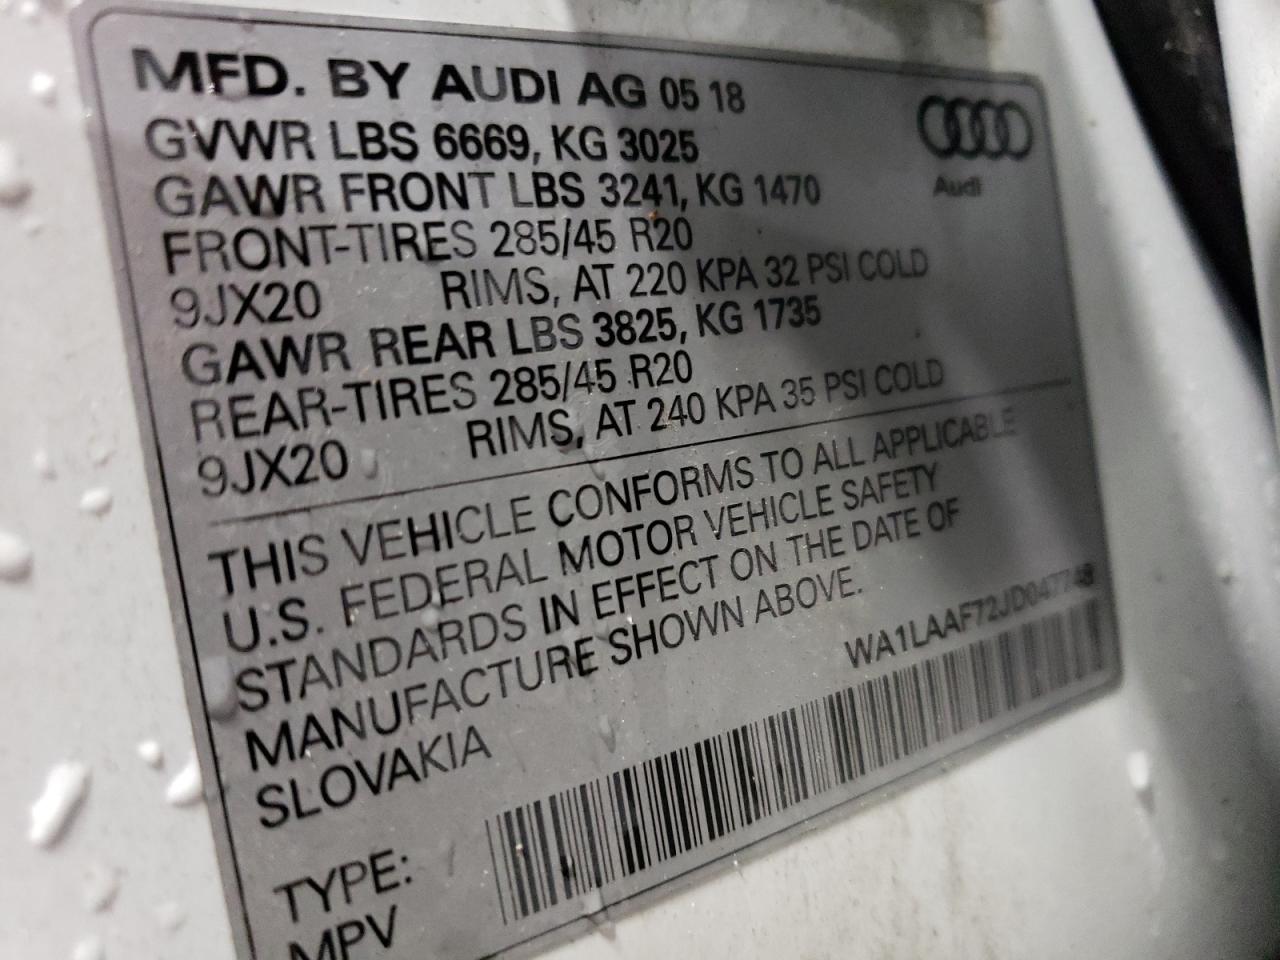 MFD. BY AUDI AG 05 18
GVWR LBS 6669, KG 3025
GAWR FRONT LBS 3241, KG 1470
FRONT-TIRES 285/45 R20
9JX20 RIMS, AT 220 KPA 32 PSI COLD
GAWR REAR LBS 3825, KG 1735
REAR-TIRES 285/45 R20
9JX20 RIMS, AT 240 KPA 35 PSI COLD
Audi
THIS VEHICLE CONFORMS TO ALL APPLICABLE
U.S. FEDERAL MOTOR VEHICLE SAFETY
STANDARDS IN EFFECT ON THE DATE OF
MANUFACTURE SHOWN ABOVE.
SLOVAKIA
WA1LAAF72JD047748
TYPE:
MPV